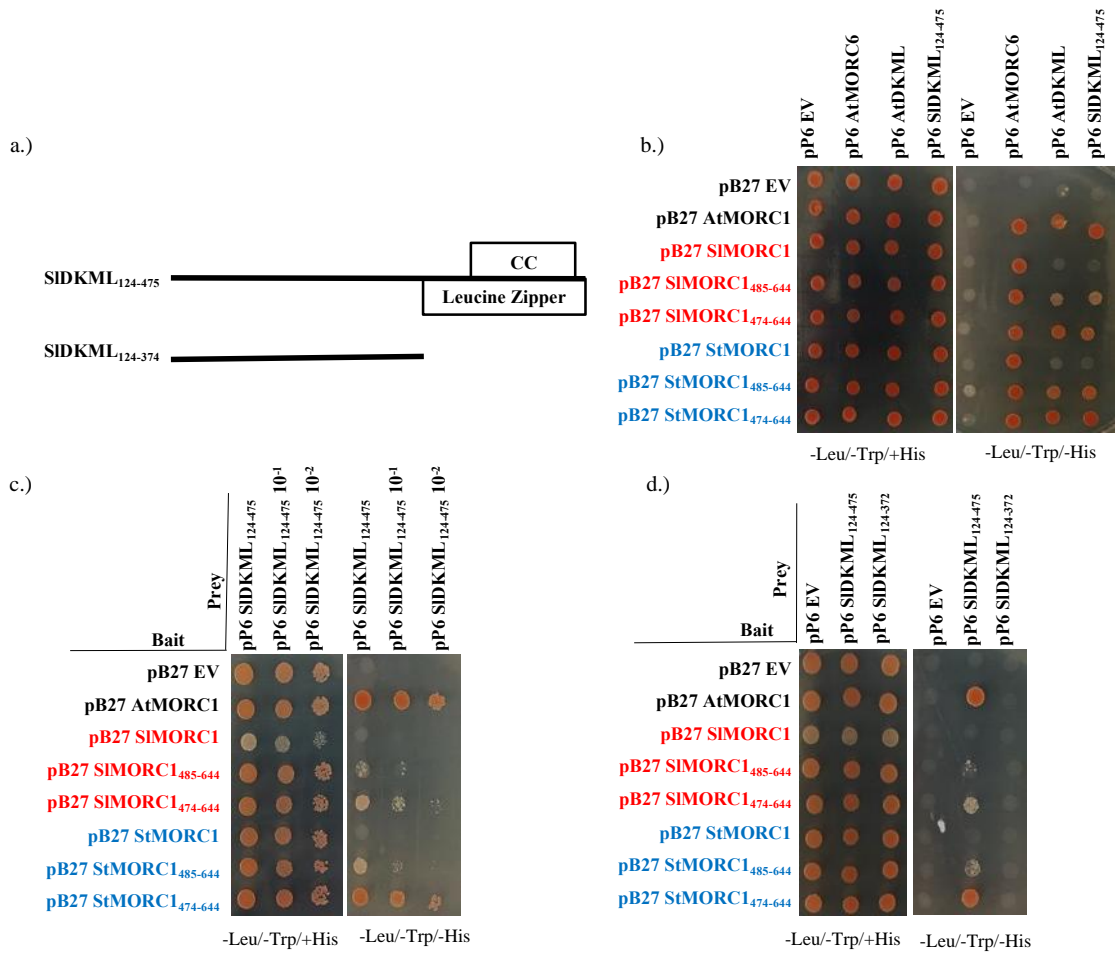 a.)
SlDKML124-475
CC
Leucine Zipper
SlDKML124-374
b.)
pP6 EV
pP6 AtMORC6
pP6 AtDKML
pP6 SlDKML124-475
pP6 EV
pP6 AtMORC6
pP6 AtDKML
pP6 SlDKML124-475
pB27 EV
pB27 AtMORC1
pB27 SlMORC1
pB27 SlMORC1485-644
pB27 SlMORC1474-644
pB27 StMORC1
pB27 StMORC1485-644
pB27 StMORC1474-644
-Leu/-Trp/+His
-Leu/-Trp/-His
c.)
Prey
Bait
pP6 SlDKML124-475
pP6 SlDKML124-475 10-1
pP6 SlDKML124-475 10-2
pP6 SlDKML124-475
pP6 SlDKML124-475 10-1
pP6 SlDKML124-475 10-2
pB27 EV
pB27 AtMORC1
pB27 SlMORC1
pB27 SlMORC1485-644
pB27 SlMORC1474-644
pB27 StMORC1
pB27 StMORC1485-644
pB27 StMORC1474-644
-Leu/-Trp/+His
-Leu/-Trp/-His
d.)
Prey
Bait
pP6 EV
pP6 SlDKML124-475
pP6 SlDKML124-372
pP6 EV
pP6 SlDKML124-475
pP6 SlDKML124-372
pB27 EV
pB27 AtMORC1
pB27 SlMORC1
pB27 SlMORC1485-644
pB27 SlMORC1474-644
pB27 StMORC1
pB27 StMORC1485-644
pB27 StMORC1474-644
-Leu/-Trp/+His
-Leu/-Trp/-His